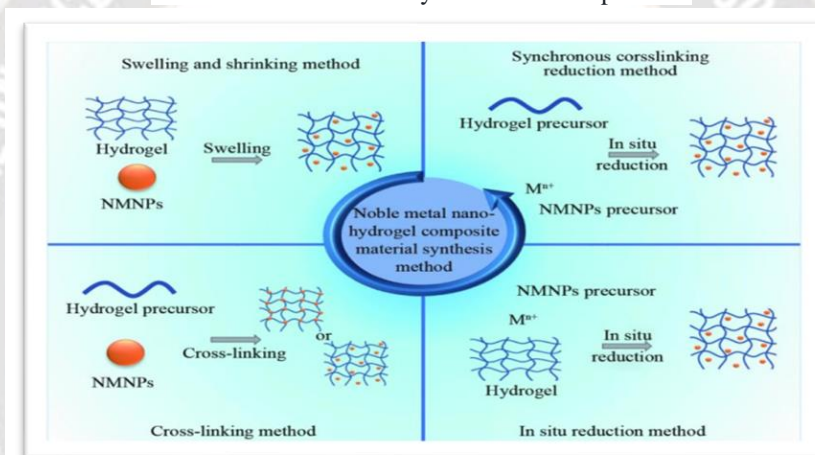 Swelling and shrinking method
Hydrogel
NMNPs
Swelling
Synchronous corsslinking
reduction method
Hydrogel precursor
In situ
reduction
Mⁿ⁺
NMNPs precursor
Noble metal nano-
hydrogel composite
material synthesis
method
Hydrogel precursor
NMNPs
Cross-linking
or
Cross-linking method
NMNPs precursor
Mⁿ⁺
Hydrogel
In situ
reduction
In situ reduction method